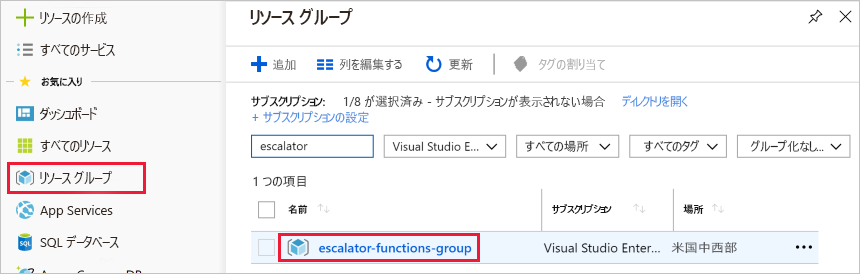 リソースの作成
すべてのサービス
お気に入り
ダッシュボード
すべてのリソース
リソース グループ
App Services
SQL データベース
リソース グループ
追加
列を編集する
更新
タグの割り当て
サブスクリプション: 1/8 が選択済み - サブスクリプションが表示されない場合 ディレクトリを開く
+ サブスクリプションの設定
escalator
Visual Studio E...
すべての場所
すべてのタグ
グループ化なし...
1 つの項目
名前
サブスクリプション
場所
escalator-functions-group
Visual Studio Enter...
米国中西部